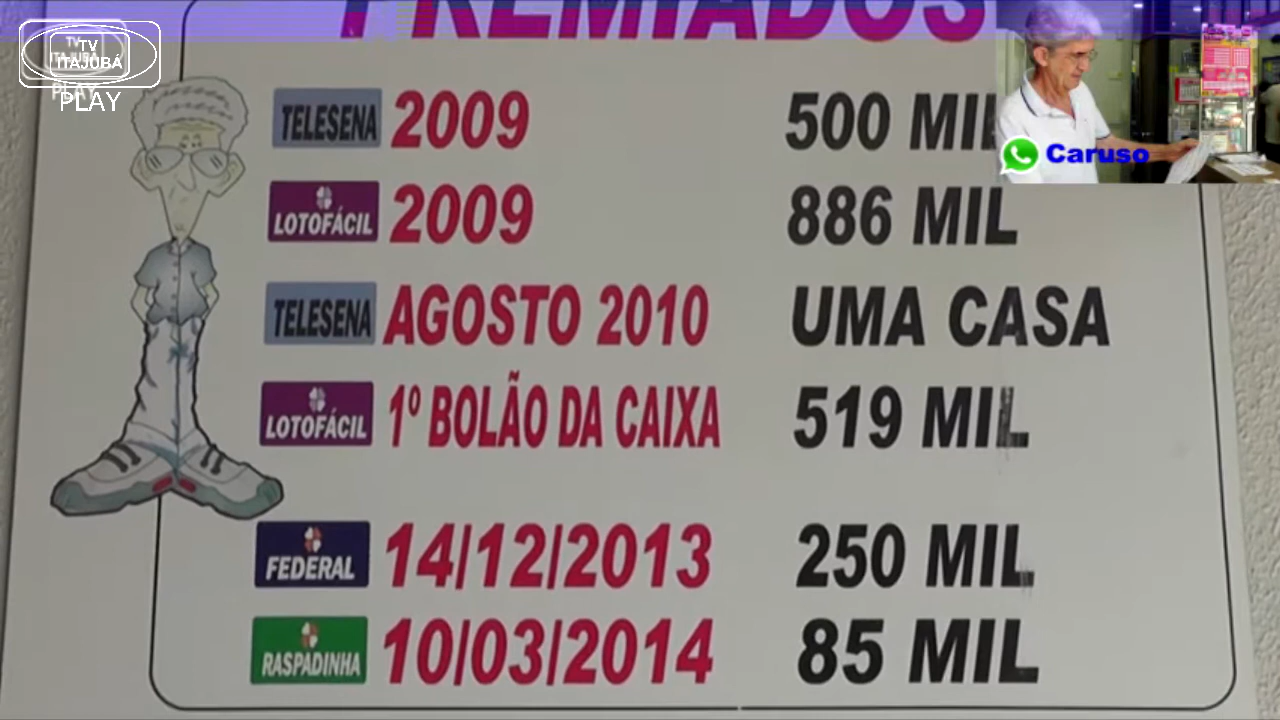 PREMIADOS
TV
ITAJUBÁ
PLAY
Caruso
TELESENA 2009 500 MIL
LOTOFÁCIL 2009 886 MIL
TELESENA AGOSTO 2010 UMA CASA
LOTOFÁCIL 1º BOLÃO DA CAIXA 519 MIL
FEDERAL 14/12/2013 250 MIL
RASPADINHA 10/03/2014 85 MIL